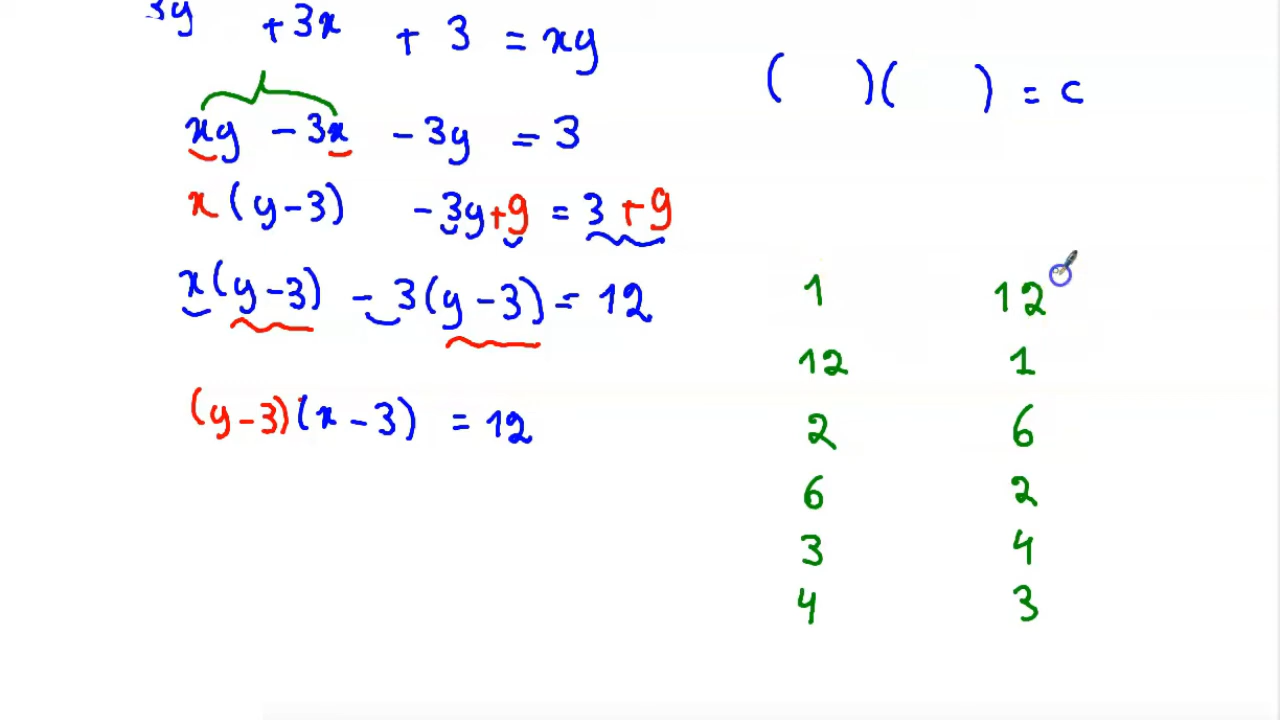 3y + 3x + 3 = xy
( )( ) = c
xy - 3x - 3y = 3
x(y-3) - 3y + 9 = 3 + 9
x(y-3) - 3(y-3) = 12
(y-3)(x-3) = 12
1 12
12 1
2 6
6 2
3 4
4 3